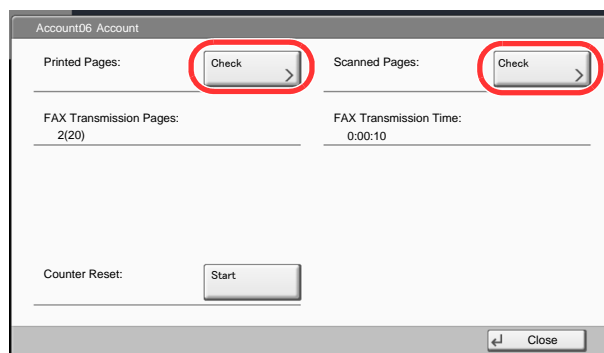 Account06 Account
Printed Pages: Check Scanned Pages: Check
FAX Transmission Pages: FAX Transmission Time:
2(20) 0:00:10
Counter Reset: Start
Close